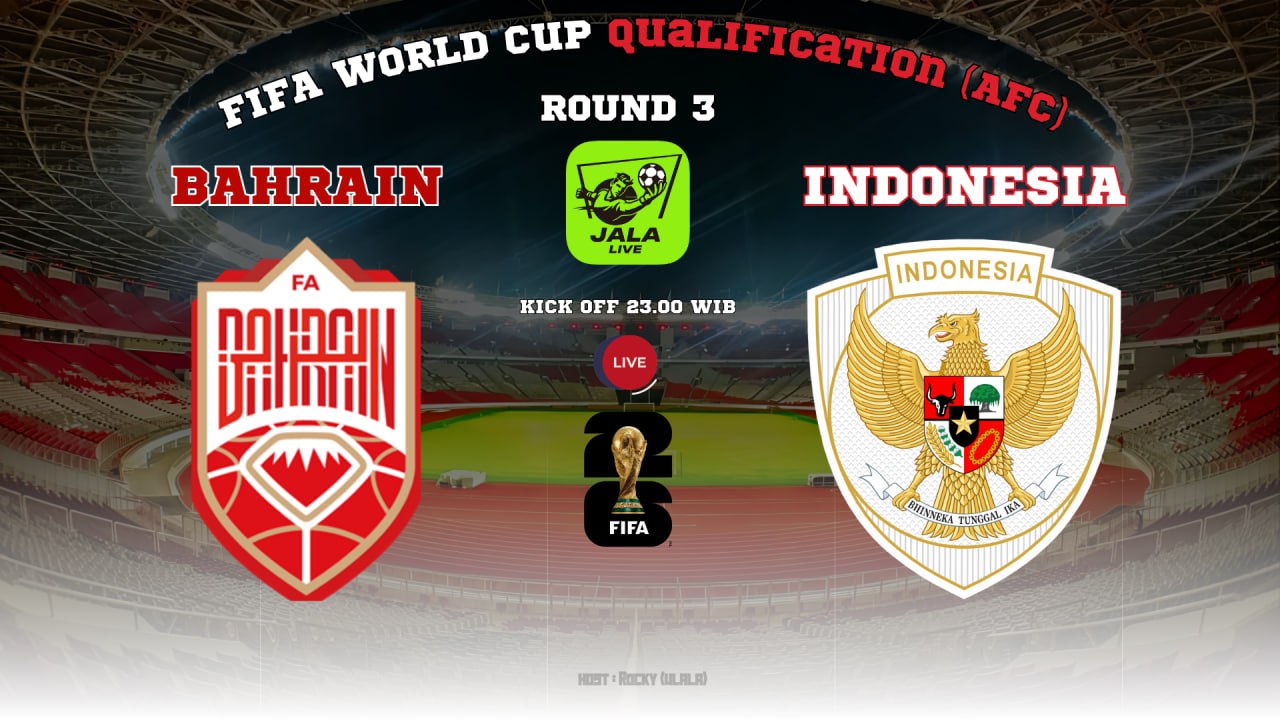 FIFA WORLD CUP QUALIFICATION (AFC)
ROUND 3
BAHRAIN
INDONESIA
JALA
LIVE
FA
BAHRAIN
INDONESIA
KICK OFF 23.00 WIB
LIVE
26
FIFA
BHINNEKA TUNGGAL IKA
HOST : ROCKY (ULALA)